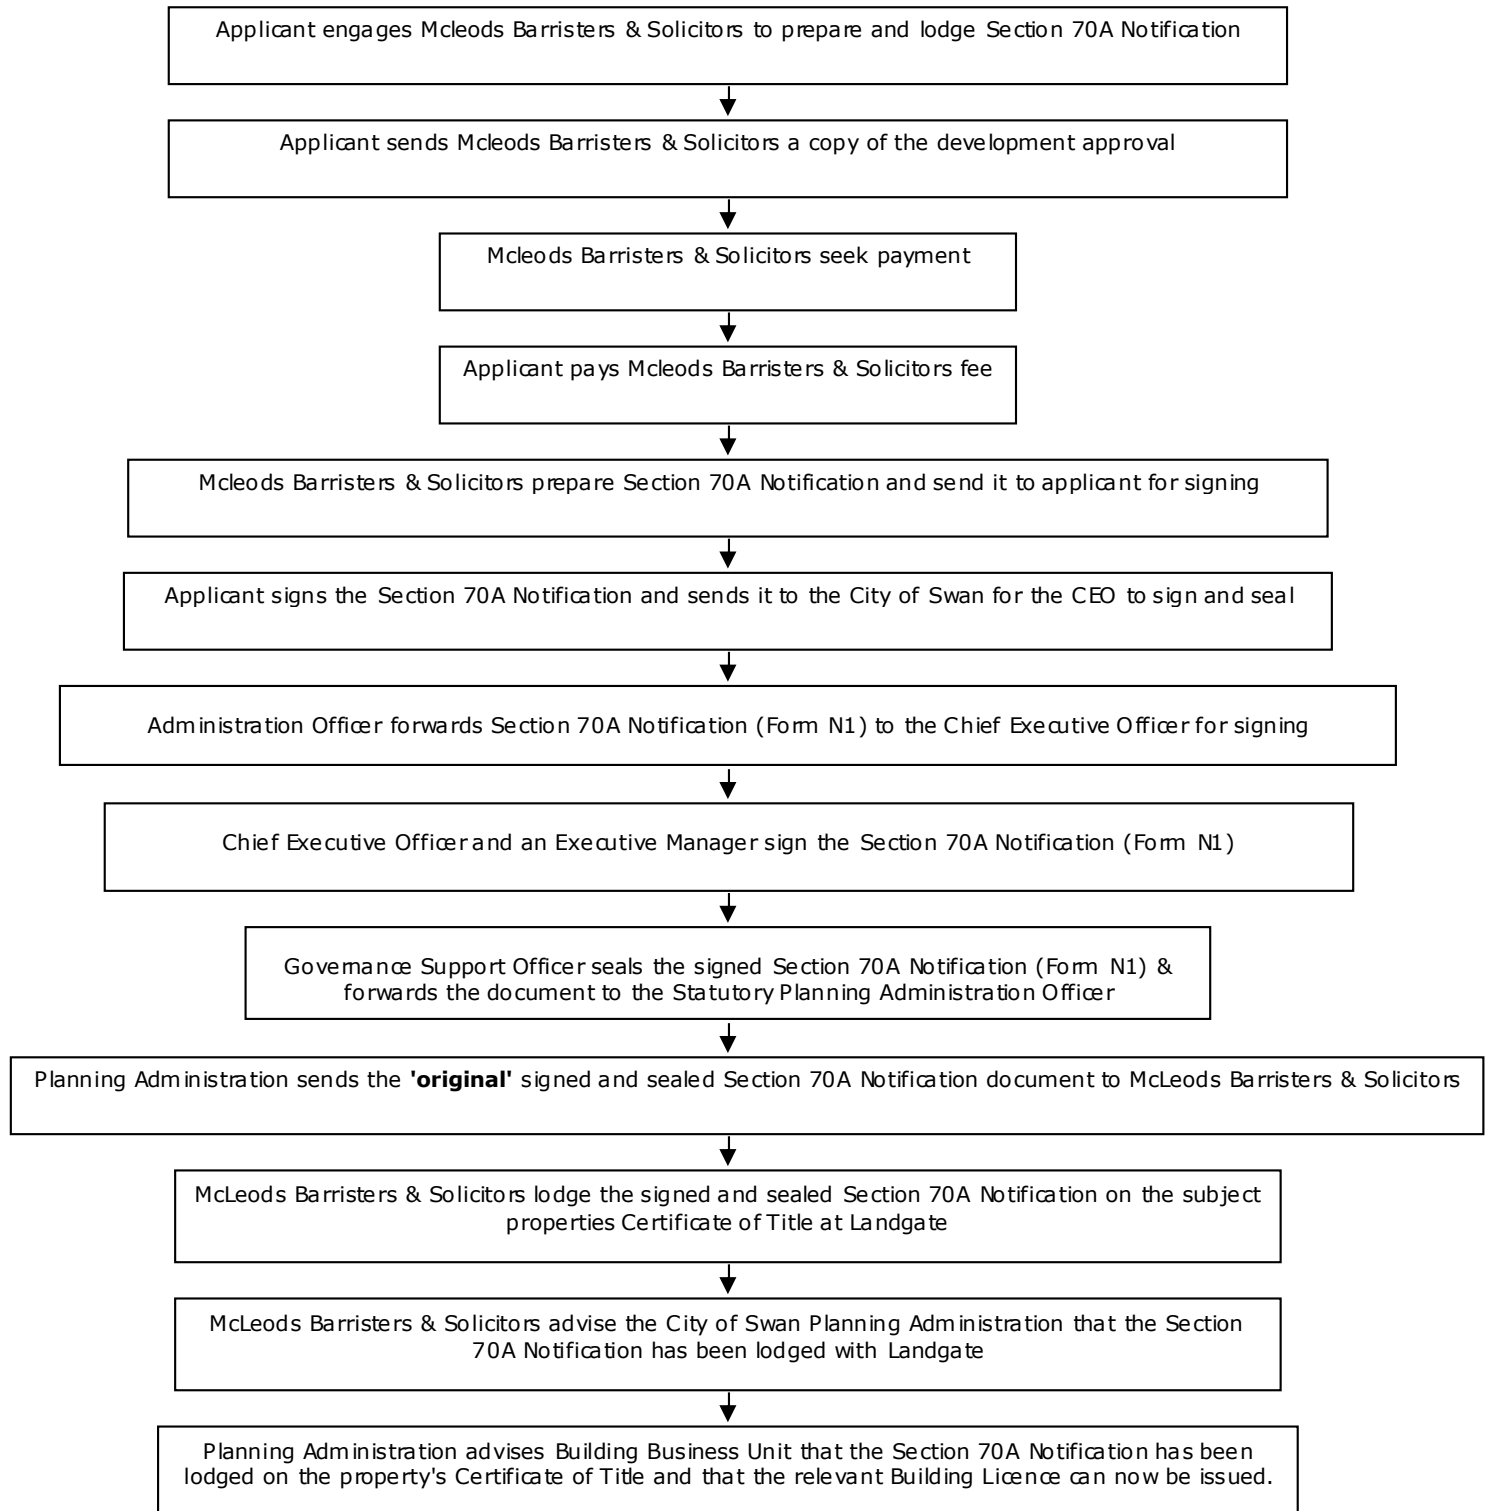 Applicant engages Mcleods Barristers & Solicitors to prepare and lodge Section 70A Notification
Applicant sends Mcleods Barristers & Solicitors a copy of the development approval
Mcleods Barristers & Solicitors seek payment
Applicant pays Mcleods Barristers & Solicitors fee
Mcleods Barristers & Solicitors prepare Section 70A Notification and send it to applicant for signing
Applicant signs the Section 70A Notification and sends it to the City of Swan for the CEO to sign and seal
Administration Officer forwards Section 70A Notification (Form N1) to the Chief Executive Officer for signing
Chief Executive Officer and an Executive Manager sign the Section 70A Notification (Form N1)
Governance Support Officer seals the signed Section 70A Notification (Form N1) &
forwards the document to the Statutory Planning Administration Officer
Planning Administration sends the 'original' signed and sealed Section 70A Notification document to McLeods Barristers & Solicitors
McLeods Barristers & Solicitors lodge the signed and sealed Section 70A Notification on the subject
properties Certificate of Title at Landgate
McLeods Barristers & Solicitors advise the City of Swan Planning Administration that the Section
70A Notification has been lodged with Landgate
Planning Administration advises Building Business Unit that the Section 70A Notification has been
lodged on the property's Certificate of Title and that the relevant Building Licence can now be issued.